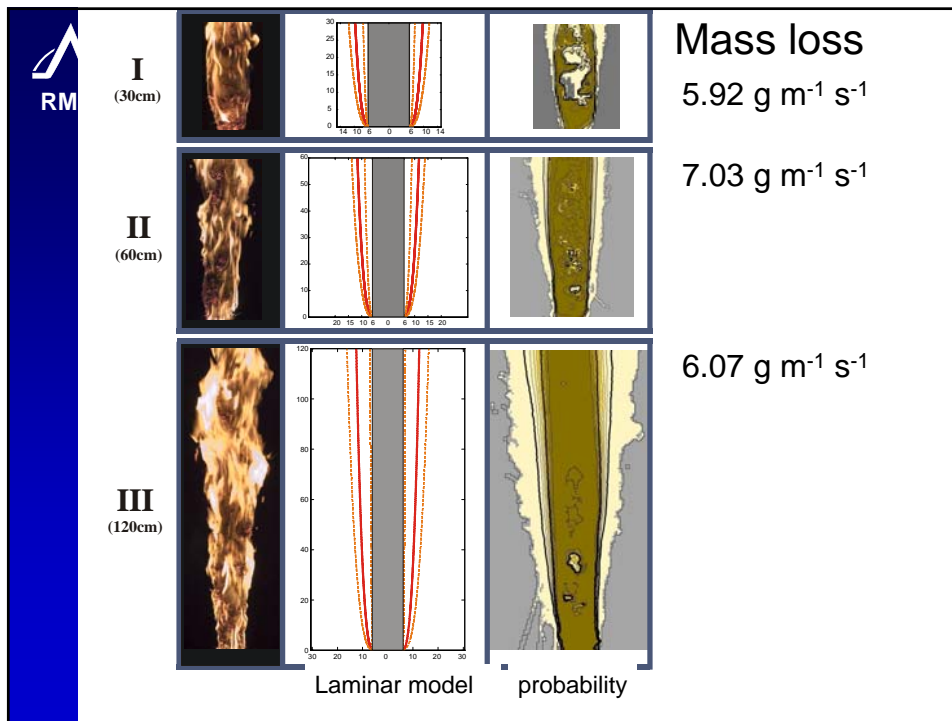 Mass loss
RM
I
(30cm)
30
25
20
15
10
5
0
14 10 6 0 6 10 14
5.92 g m-1 s-1
II
(60cm)
60
50
40
30
20
10
0
20 15 10 6 0 6 10 15 20
7.03 g m-1 s-1
III
(120cm)
120
100
80
60
40
20
0
30 20 10 0 10 20 30
6.07 g m-1 s-1
Laminar model
probability